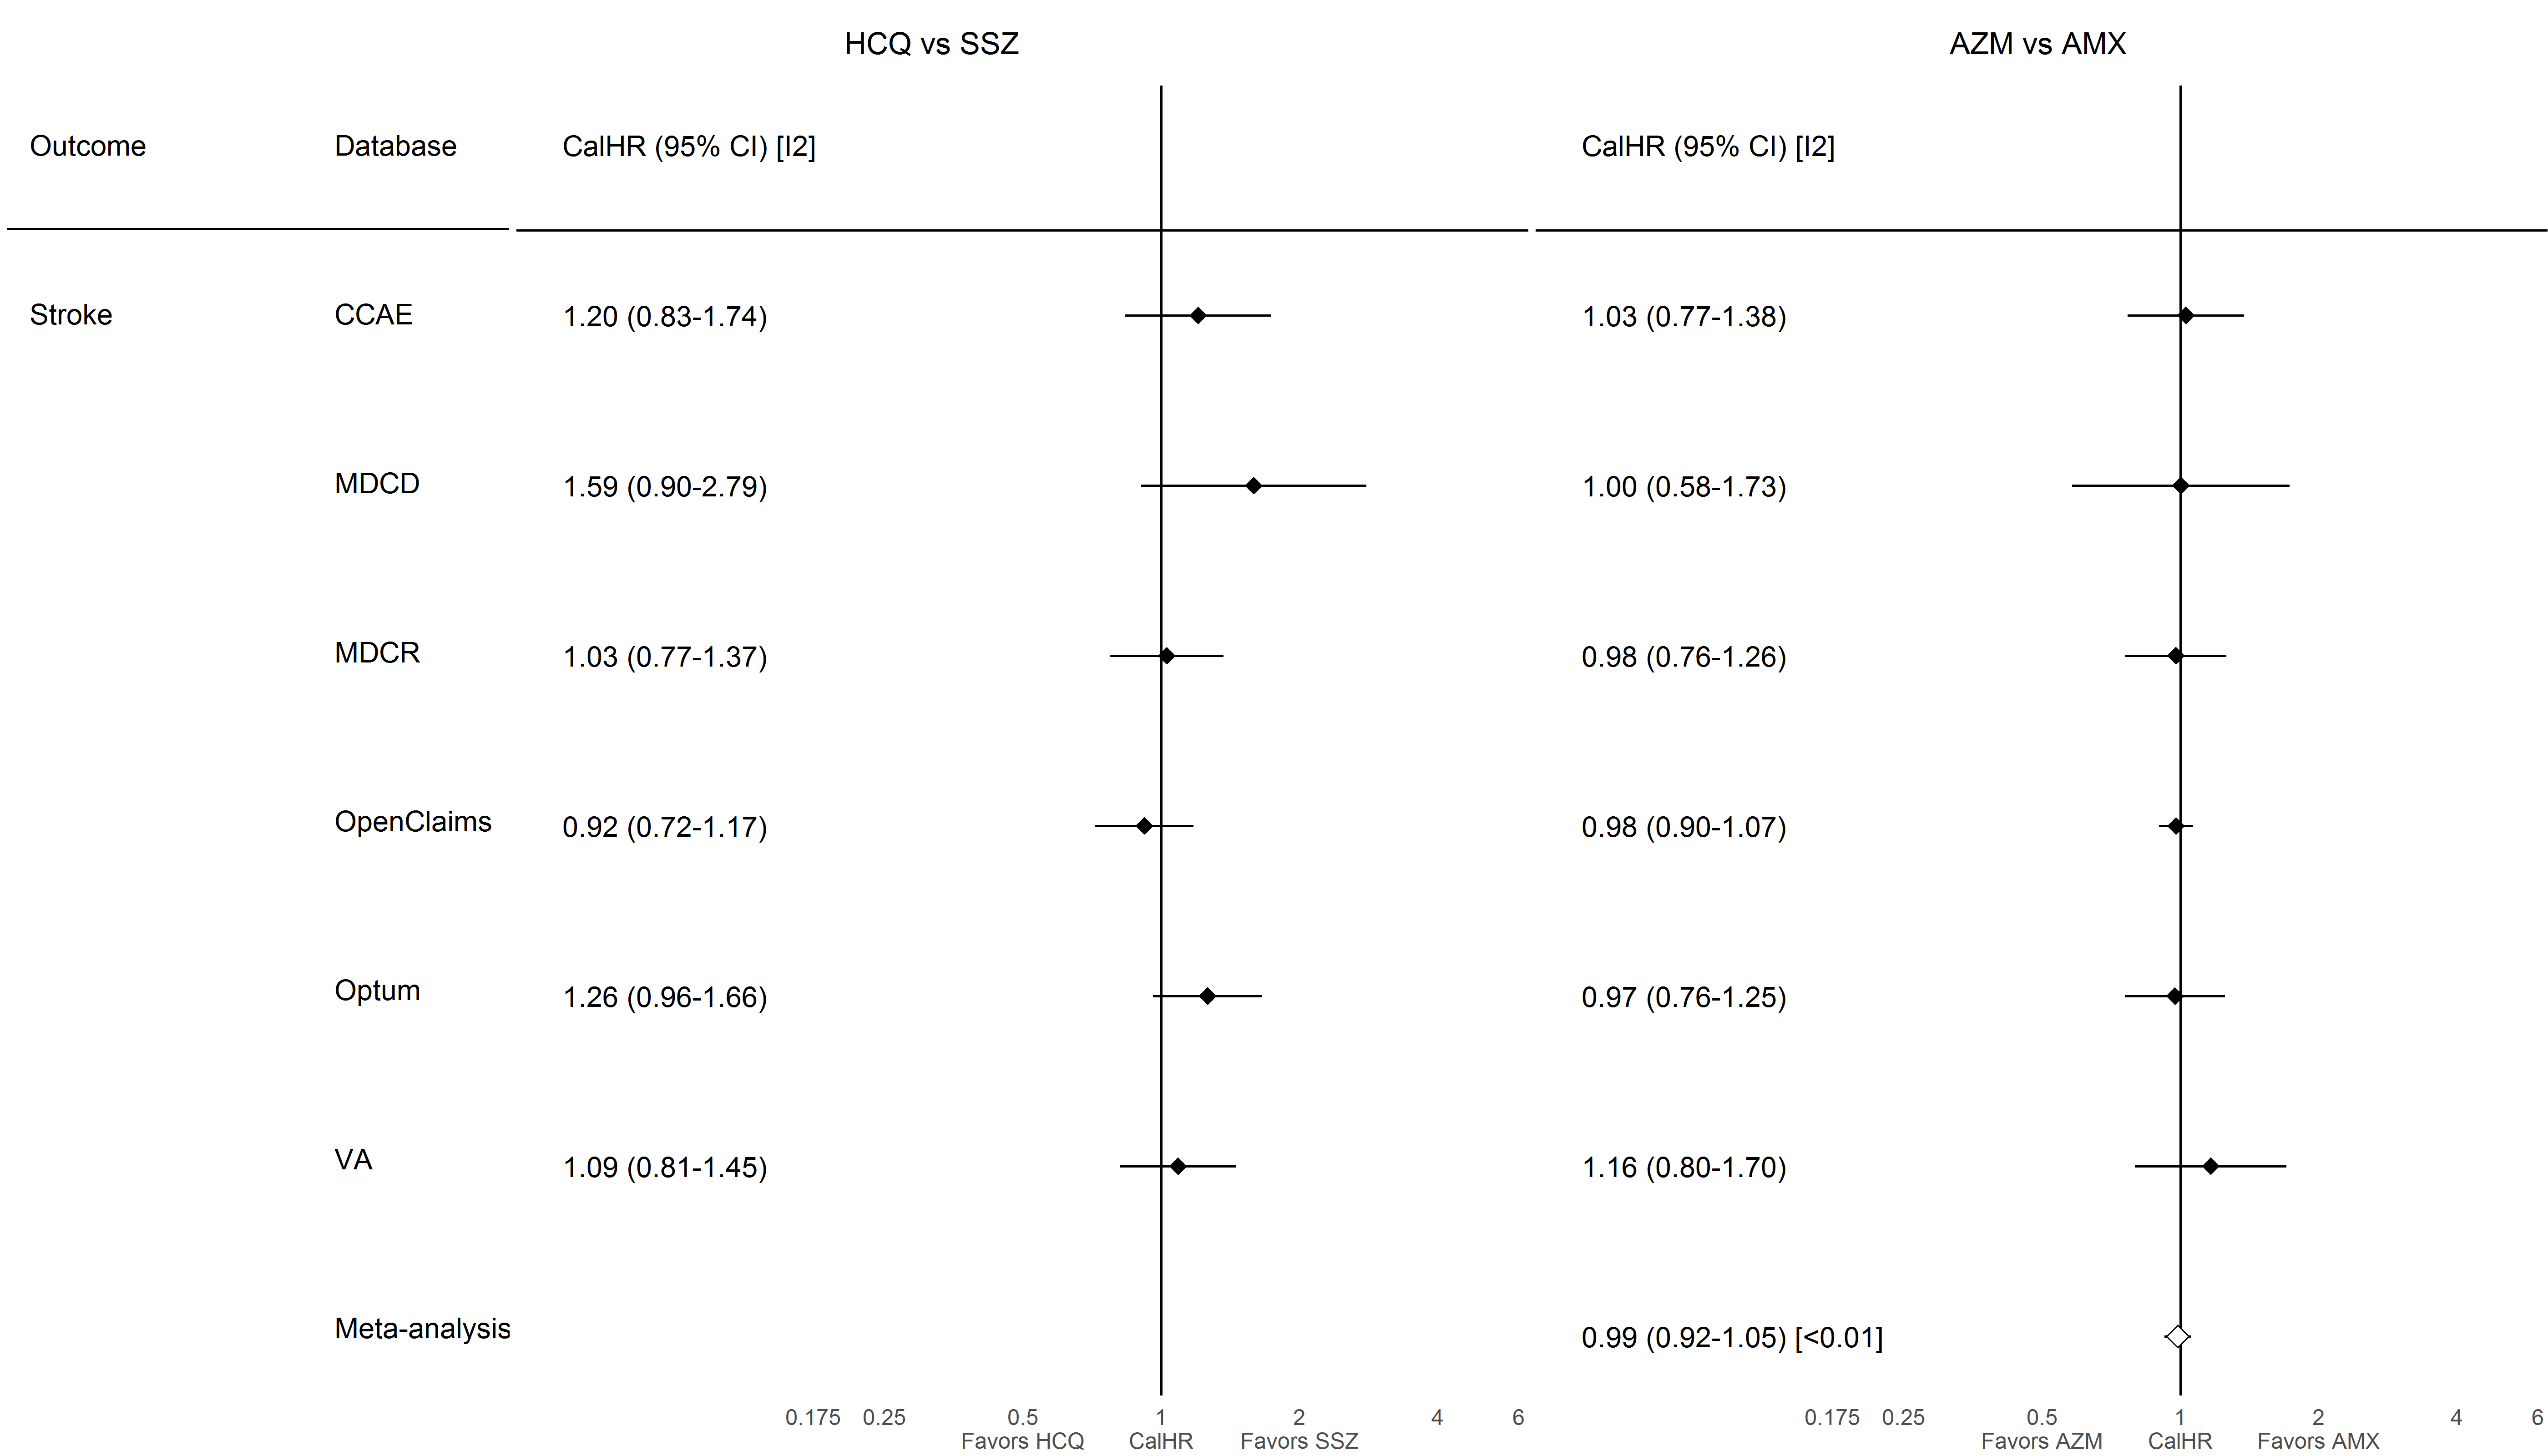 HCQ vs SSZ AZM vs AMX
Outcome Database CalHR (95% CI) [I2] CalHR (95% CI) [I2]
Stroke CCAE 1.20 (0.83-1.74) 1.03 (0.77-1.38)
MDCD 1.59 (0.90-2.79) 1.00 (0.58-1.73)
MDCR 1.03 (0.77-1.37) 0.98 (0.76-1.26)
OpenClaims 0.92 (0.72-1.17) 0.98 (0.90-1.07)
Optum 1.26 (0.96-1.66) 0.97 (0.76-1.25)
VA 1.09 (0.81-1.45) 1.16 (0.80-1.70)
Meta-analysis 0.99 (0.92-1.05) [<0.01]
0.175 0.25 0.5 1 2 4 6 0.175 0.25 0.5 1 2 4 6
Favors HCQ CalHR Favors SSZ Favors AZM CalHR Favors AMX